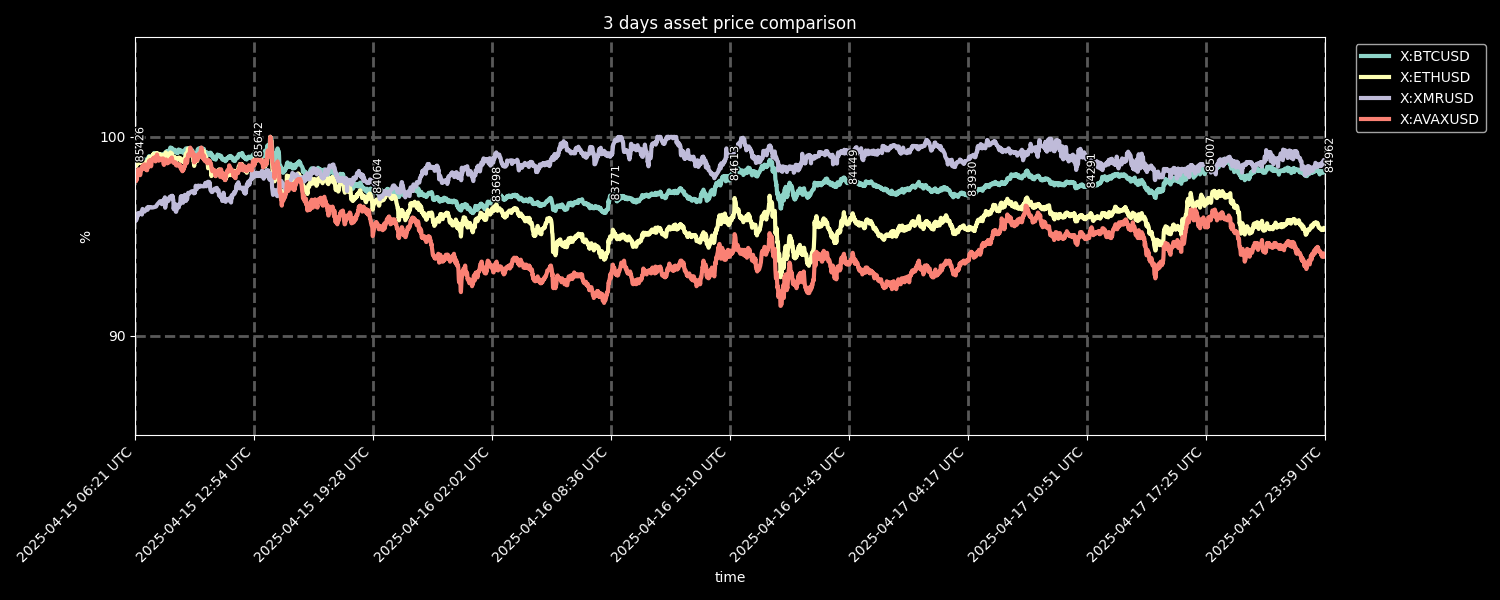 3 days asset price comparison
X:BTCUSD
X:ETHUSD
X:XMRUSD
X:AVAXUSD
100
90
%
85426
85642
84064
83698
83771
84613
84449
83930
84291
85007
84962
2025-04-15 06:21 UTC
2025-04-15 12:54 UTC
2025-04-15 19:28 UTC
2025-04-16 02:02 UTC
2025-04-16 08:36 UTC
2025-04-16 15:10 UTC
2025-04-16 21:43 UTC
2025-04-17 04:17 UTC
2025-04-17 10:51 UTC
2025-04-17 17:25 UTC
2025-04-17 23:59 UTC
time